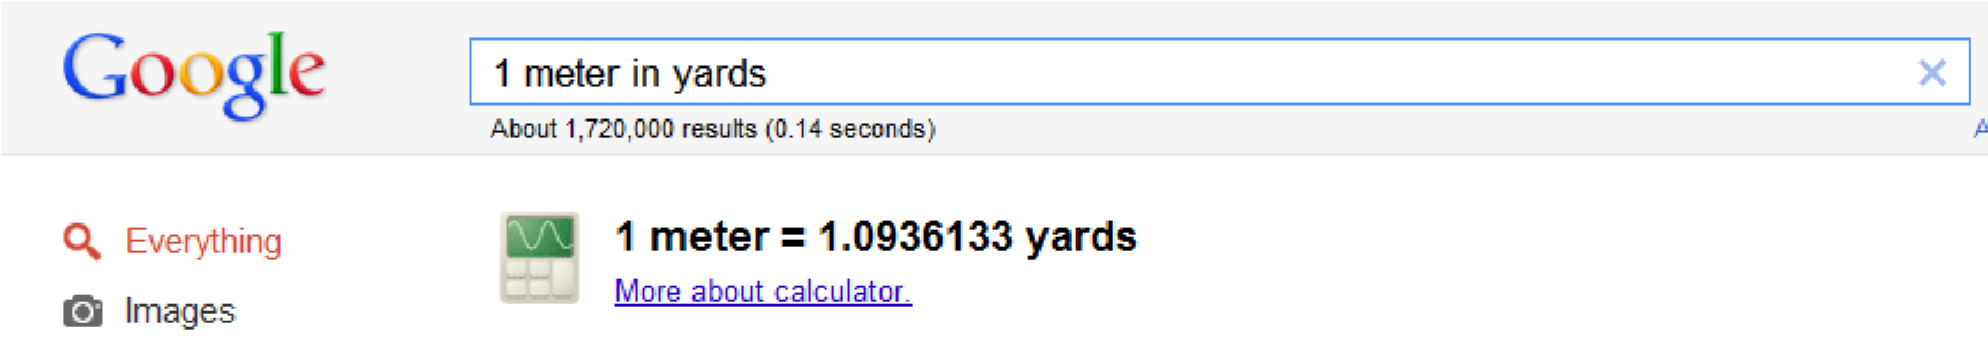 Google
1 meter in yards
About 1,720,000 results (0.14 seconds)
Everything
1 meter = 1.0936133 yards
More about calculator.
Images